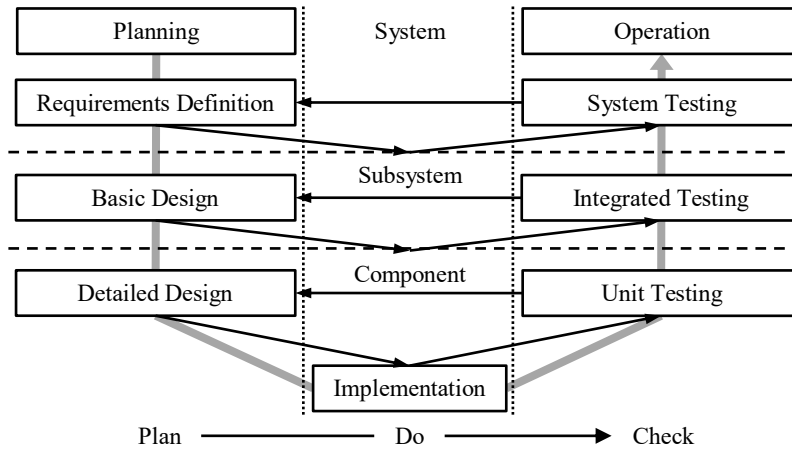 Planning
System
Operation
Requirements Definition
System Testing
Subsystem
Basic Design
Integrated Testing
Component
Detailed Design
Unit Testing
Implementation
Plan
Do
Check